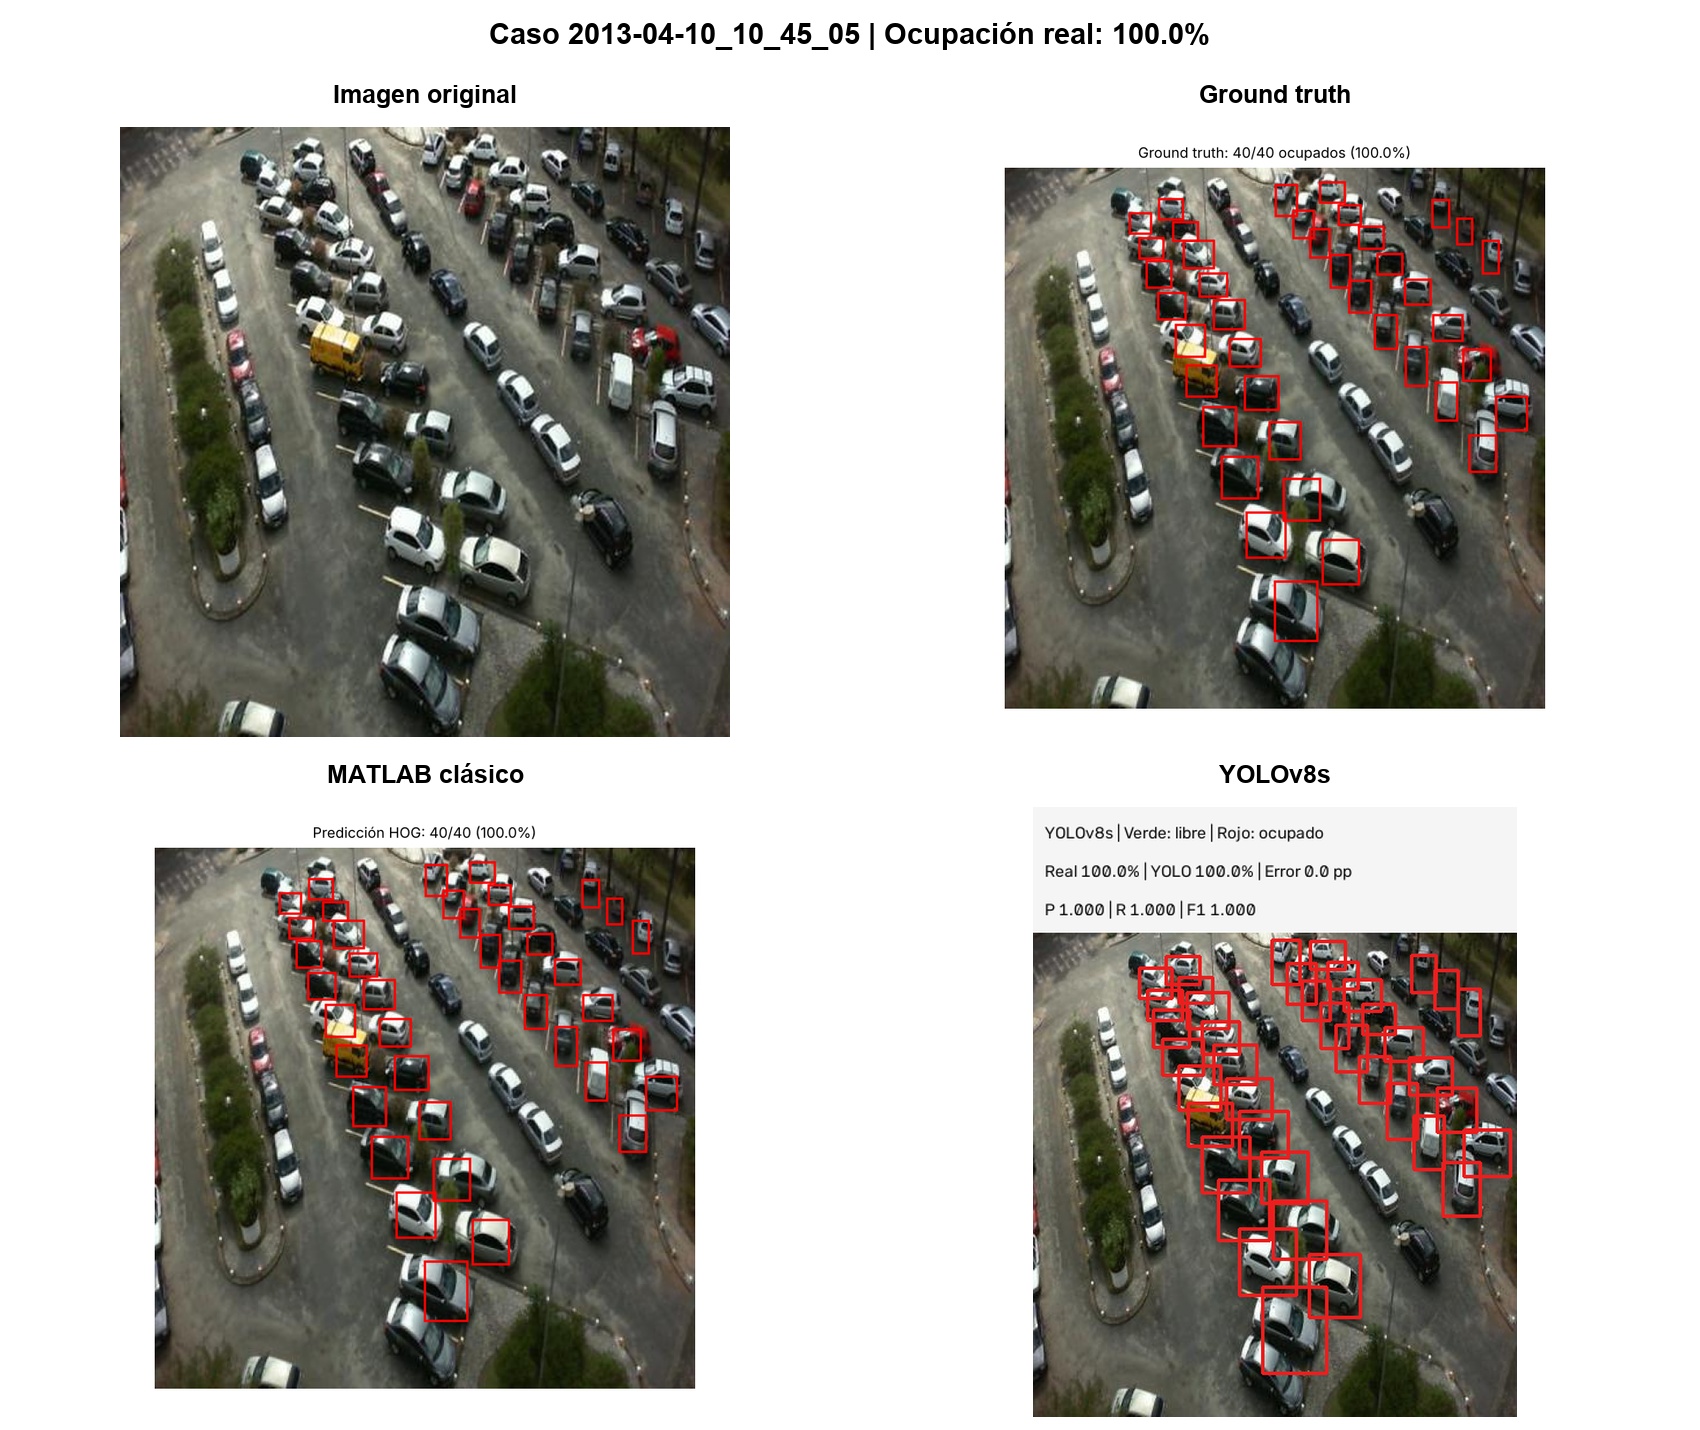 Caso 2013-04-10_10_45_05 | Ocupación real: 100.0%
Imagen original
Ground truth
Ground truth: 40/40 ocupados (100.0%)
MATLAB clásico
YOLOv8s
Predicción HOG: 40/40 (100.0%)
YOLOv8s | Verde: libre | Rojo: ocupado
Real 100.0% | YOLO 100.0% | Error 0.0 pp
P 1.000 | R 1.000 | F1 1.000